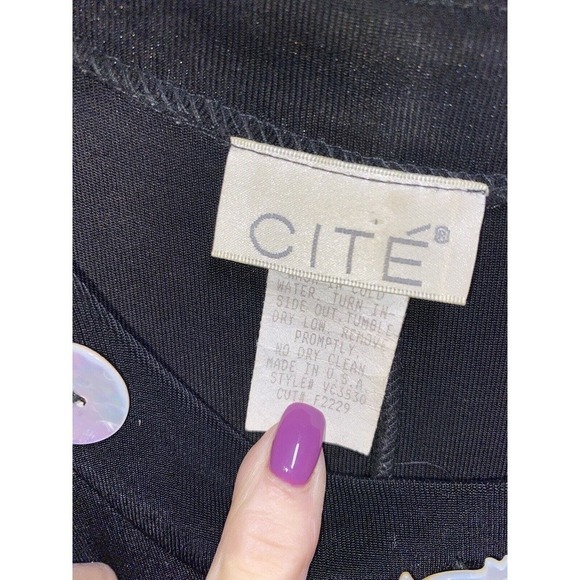 CITÉ®
WATER. TURN IN-
SIDE OUT. TUMBLE
DRY LOW. REMOVE
PROMPTLY.
NO DRY CLEAN
MADE IN U.S.A.
STYLE# VC3530
CUT# F2229